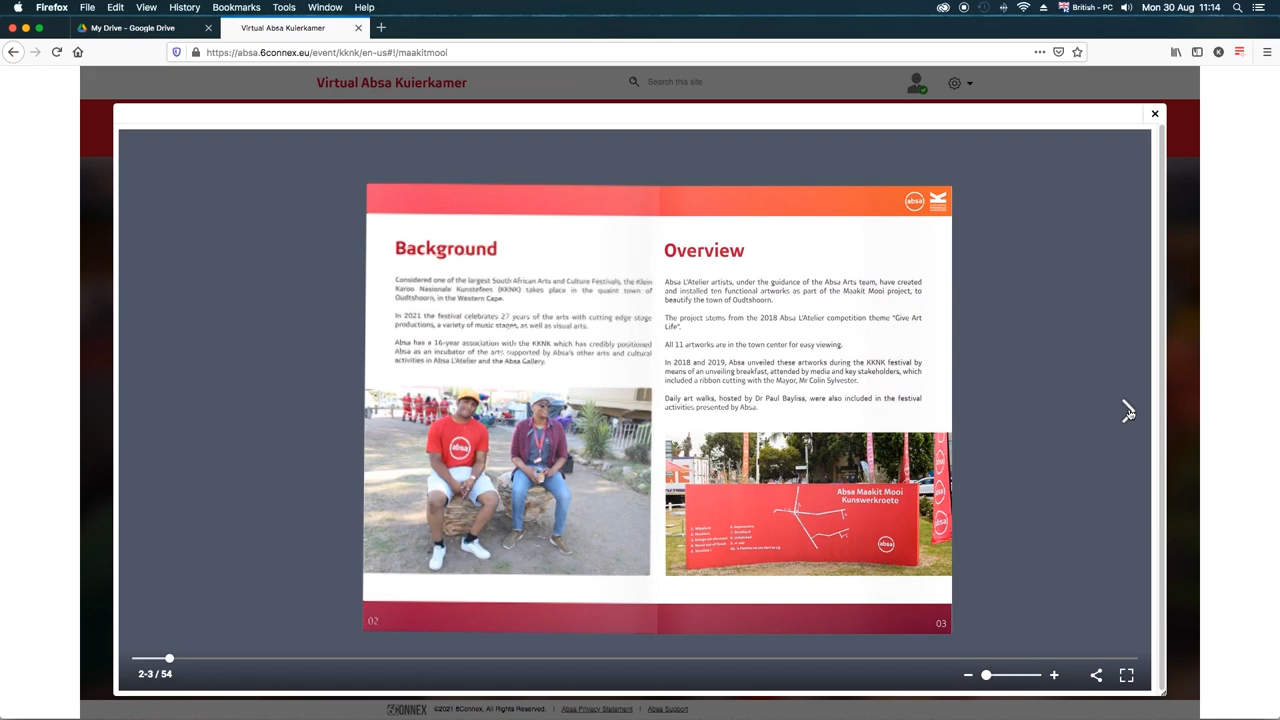 Firefox File Edit View History Bookmarks Tools Window Help British - PC Mon 30 Aug 11:14
My Drive - Google Drive Virtual Absa Kuierkamer
https://absa.6connex.eu/event/kknk/en-us#!/maakitmooi
Virtual Absa Kuierkamer Search this site
absa
Background
Considered one of the largest South African Arts and Culture Festivals, the Klein
Karoo Nasionale Kunstefees (KKNK) takes place in the quaint town of
Oudtshoorn, in the Western Cape.
In 2021 the festival celebrates 27 years of the arts with cutting edge stage
productions, a variety of music stages, as well as visual arts.
Absa has a 16-year association with the KKNK which has credibly positioned
Absa as an incubator of the arts supported by Absa's other arts and cultural
activities in Absa L'Atelier and the Absa Gallery.
absa
02
Overview
Absa L'Atelier artists, under the guidance of the Absa Arts team, have created
and installed ten functional artworks as part of the Maakit Mooi project, to
beautify the town of Oudtshoorn.
The project stems from the 2018 Absa L'Atelier competition theme "Give Art
Life".
All 11 artworks are in the town center for easy viewing.
In 2018 and 2019, Absa unveiled these artworks during the KKNK festival by
means of an unveiling breakfast, attended by media and key stakeholders, which
included a ribbon cutting with the Mayor, Mr Colin Sylvester.
Daily art walks, hosted by Dr Paul Bayliss, were also included in the festival
activities presented by Absa.
Absa Maakit Mooi
Kunswerkroete
absa
03
2-3 / 54
6CONNEX ©2021 6Connex, All Rights Reserved. | Absa Privacy Statement | Absa Support